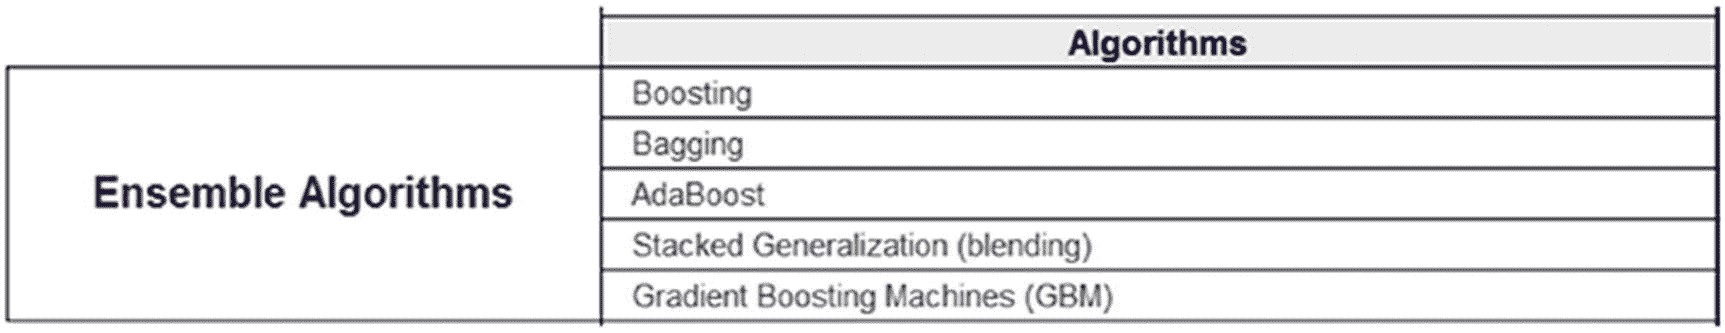 Algorithms
Ensemble Algorithms
Boosting
Bagging
AdaBoost
Stacked Generalization (blending)
Gradient Boosting Machines (GBM)